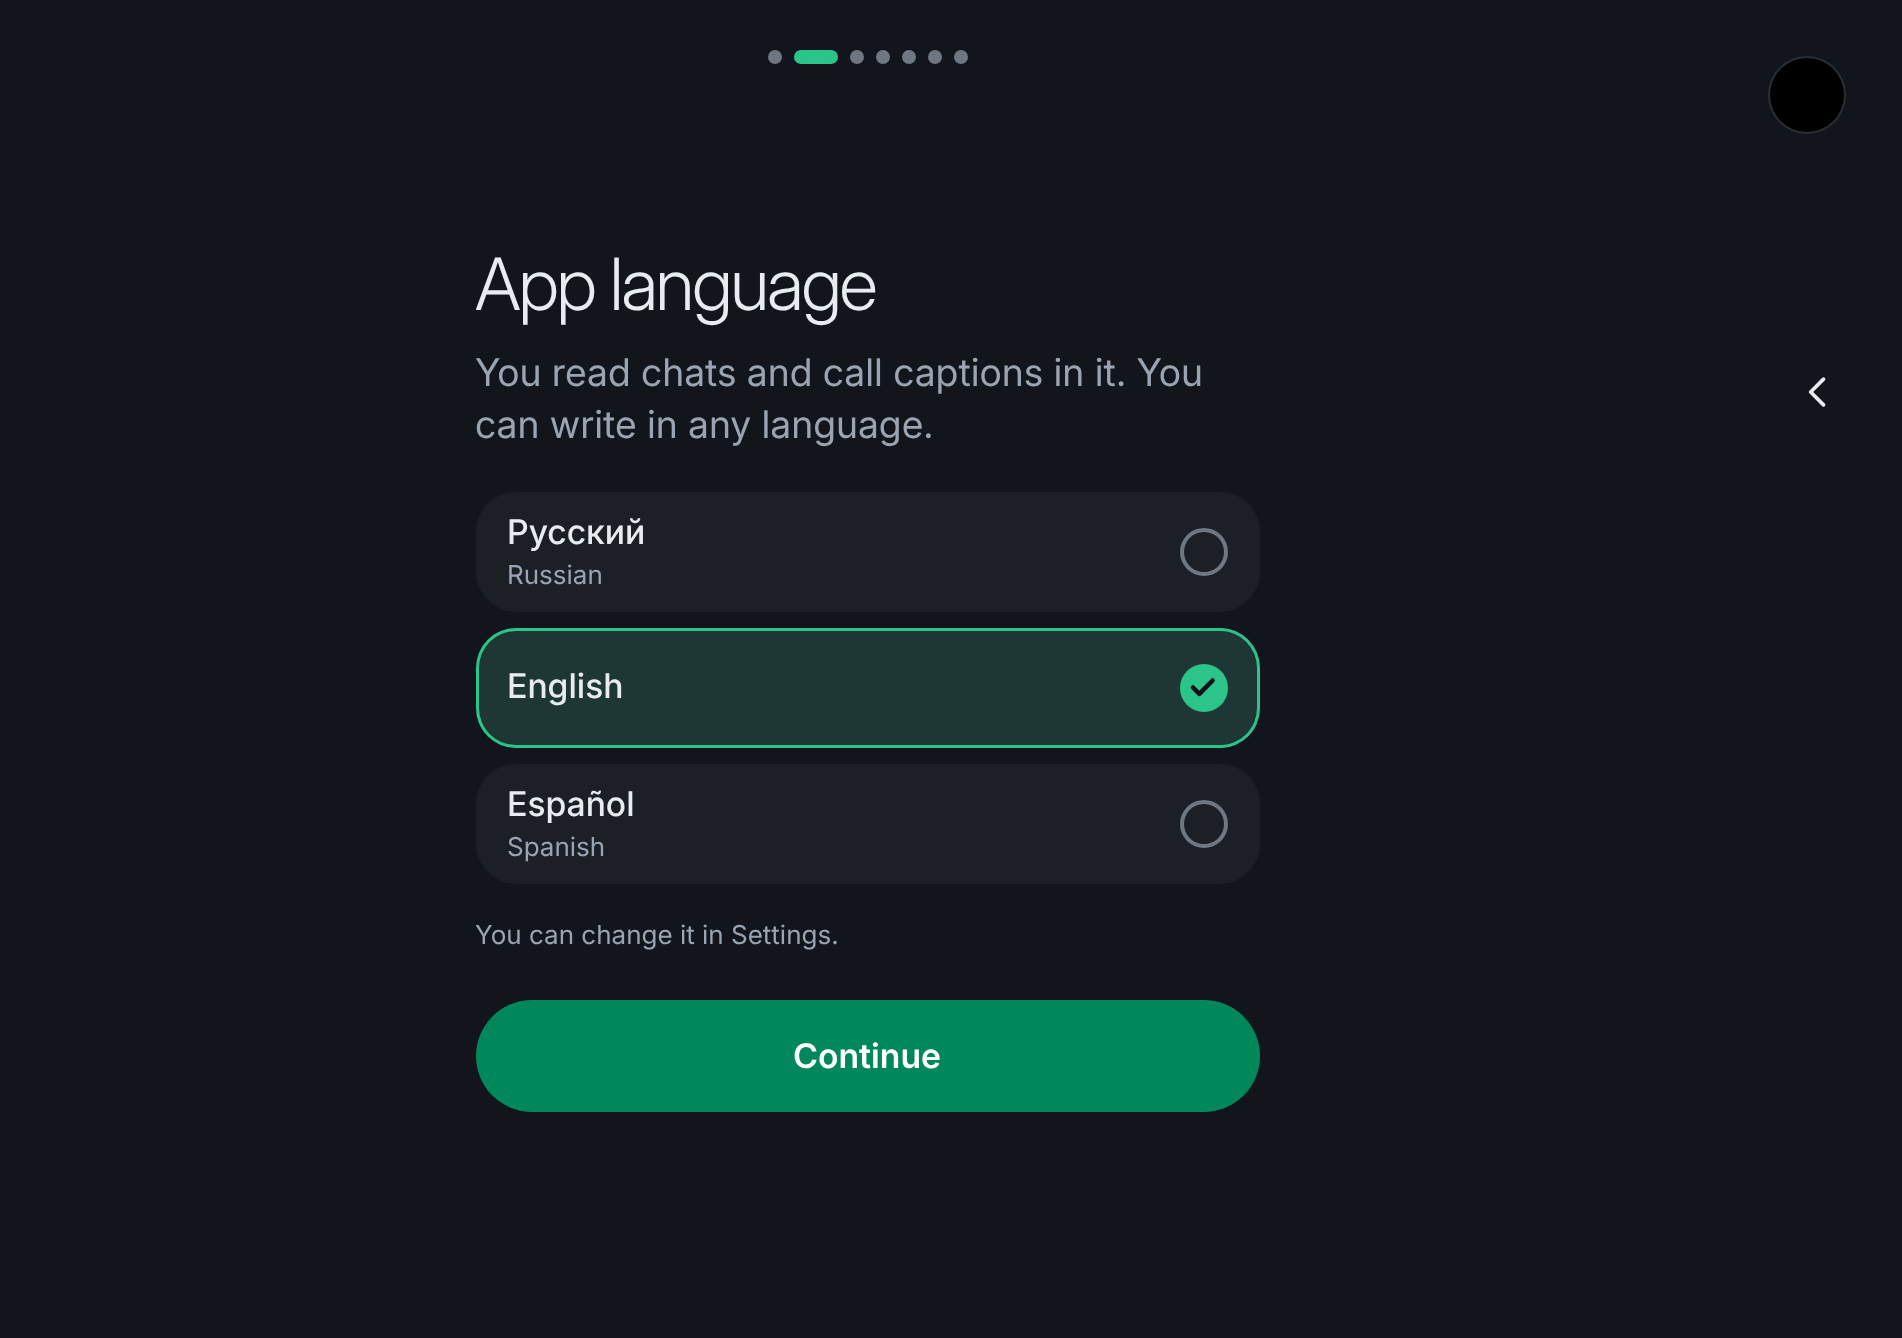 App language
You read chats and call captions in it. You
can write in any language.
Русский
Russian
English
Español
Spanish
You can change it in Settings.
Continue